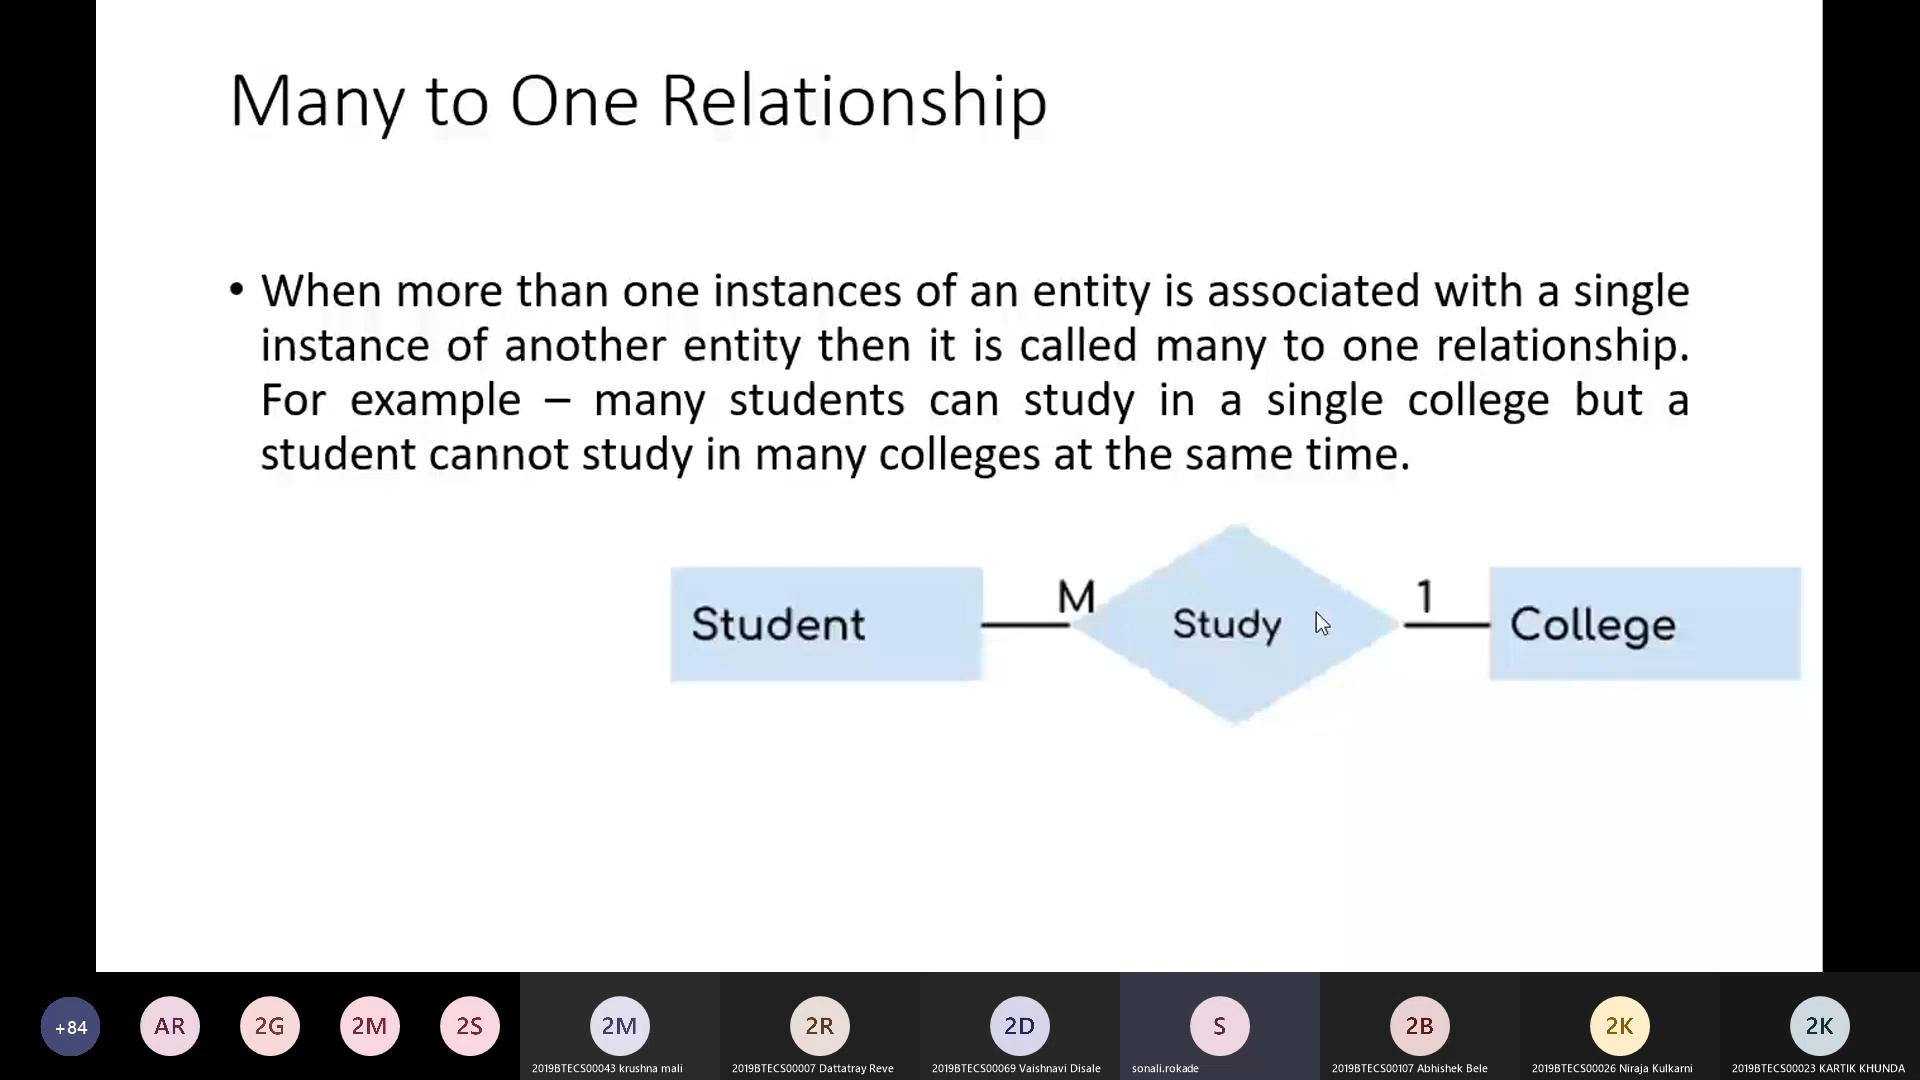 Many to One Relationship
• When more than one instances of an entity is associated with a single
instance of another entity then it is called many to one relationship.
For example – many students can study in a single college but a
student cannot study in many colleges at the same time.
Student
M
Study
1
College
+84
AR
2G
2M
2S
2M
2R
2D
S
2B
2K
2K
2019BTECS00043 krushna mali
2019BTECS00007 Dattatray Reve
2019BTECS00069 Vaishnavi Disale
sonali.rokade
2019BTECS00107 Abhishek Bele
2019BTECS00026 Niraja Kulkarni
2019BTECS00023 KARTIK KHUNDA